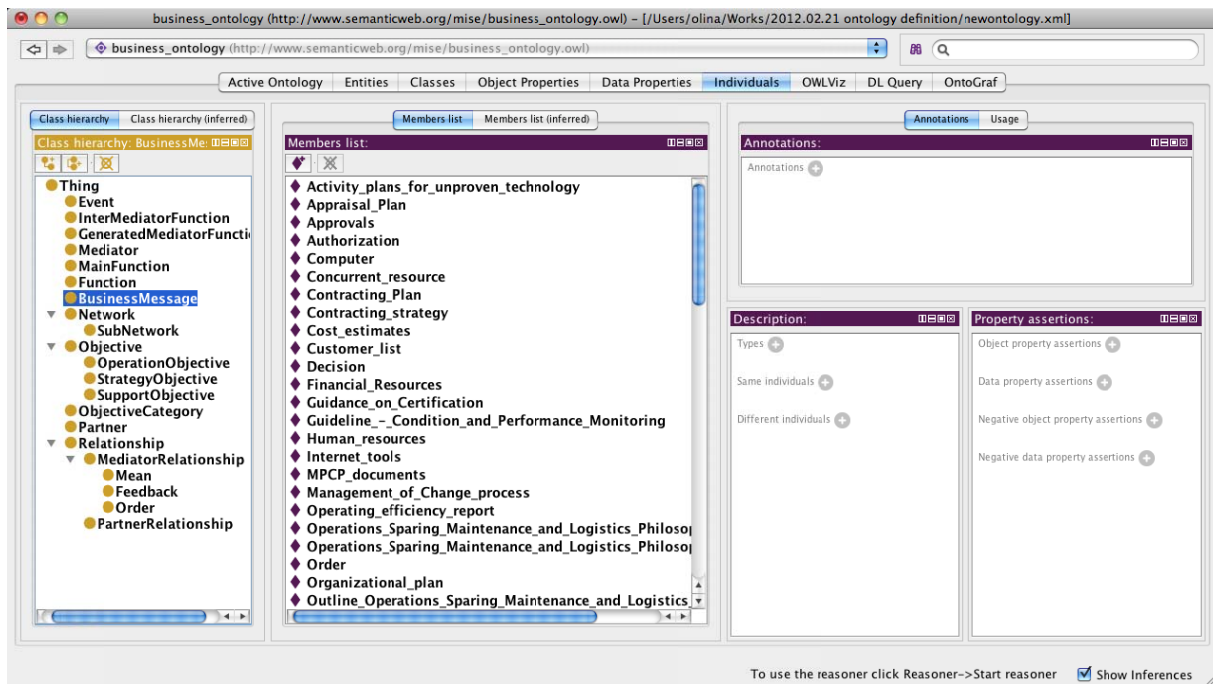 business_ontology (http://www.semanticweb.org/mise/business_ontology.owl) – [/Users/olina/Works/2012.02.21 ontology definition/newontology.xml]
business_ontology (http://www.semanticweb.org/mise/business_ontology.owl)
Active Ontology Entities Classes Object Properties Data Properties Individuals OWLViz DL Query OntoGraf
Class hierarchy Class hierarchy (inferred)
Class hierarchy: BusinessMe
Thing
Event
InterMediatorFunction
GeneratedMediatorFuncti
Mediator
MainFunction
Function
BusinessMessage
Network
SubNetwork
Objective
OperationObjective
StrategyObjective
SupportObjective
ObjectiveCategory
Partner
Relationship
MediatorRelationship
Mean
Feedback
Order
PartnerRelationship
Members list Members list (inferred)
Members list:
Activity_plans_for_unproven_technology
Appraisal_Plan
Approvals
Authorization
Computer
Concurrent_resource
Contracting_Plan
Contracting_strategy
Cost_estimates
Customer_list
Decision
Financial_Resources
Guidance_on_Certification
Guideline_-_Condition_and_Performance_Monitoring
Human_resources
Internet_tools
MPCP_documents
Management_of_Change_process
Operating_efficiency_report
Operations_Sparing_Maintenance_and_Logistics_Philoso
Operations_Sparing_Maintenance_and_Logistics_Philoso
Order
Organizational_plan
Outline_Operations_Sparing_Maintenance_and_Logistics_
Annotations Usage
Annotations:
Annotations
Description:
Types
Same individuals
Different individuals
Property assertions:
Object property assertions
Data property assertions
Negative object property assertions
Negative data property assertions
To use the reasoner click Reasoner->Start reasoner Show Inferences